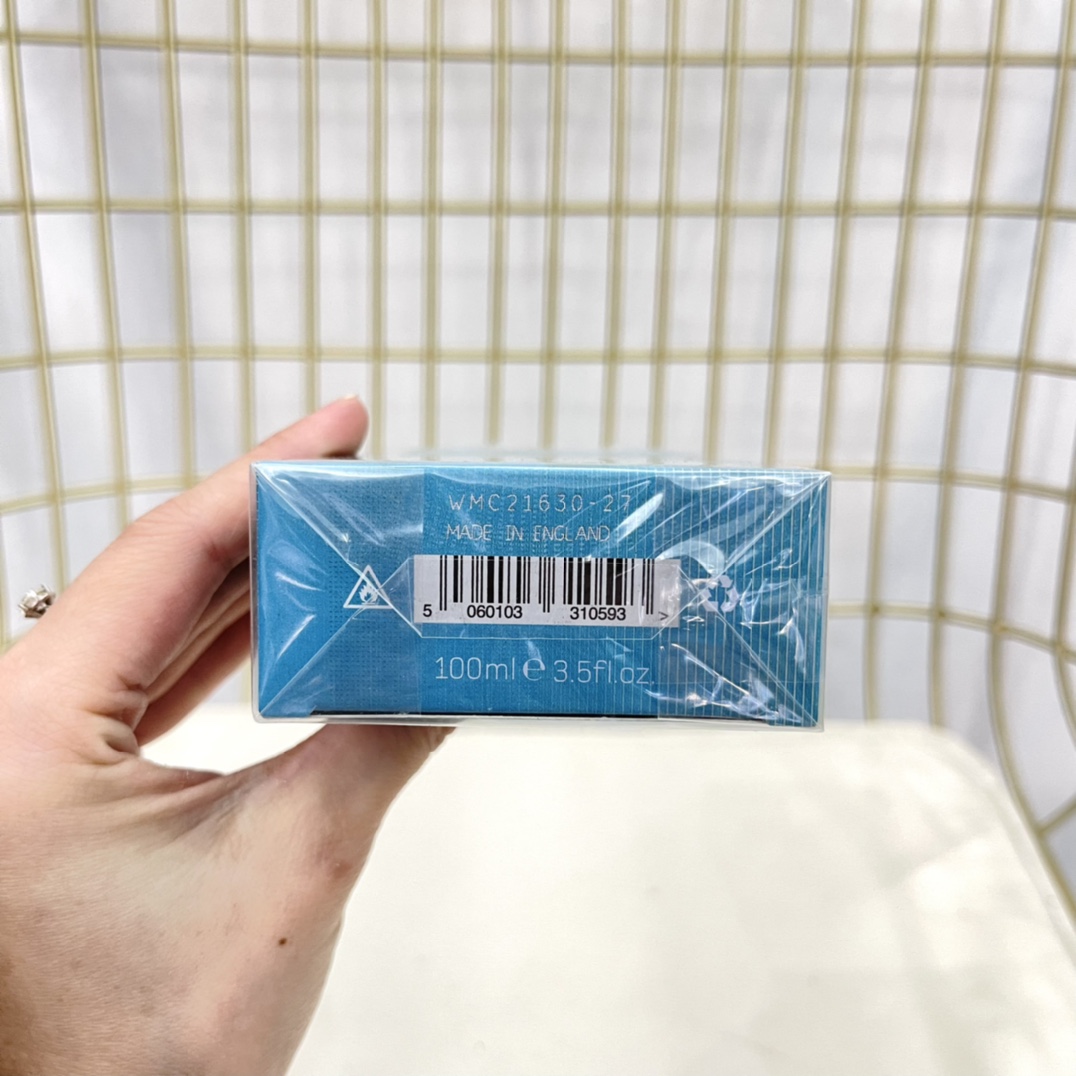 WMC21630-27
MADE IN ENGLAND
5 060103 310593 >
100ml ℮ 3.5fl.oz.